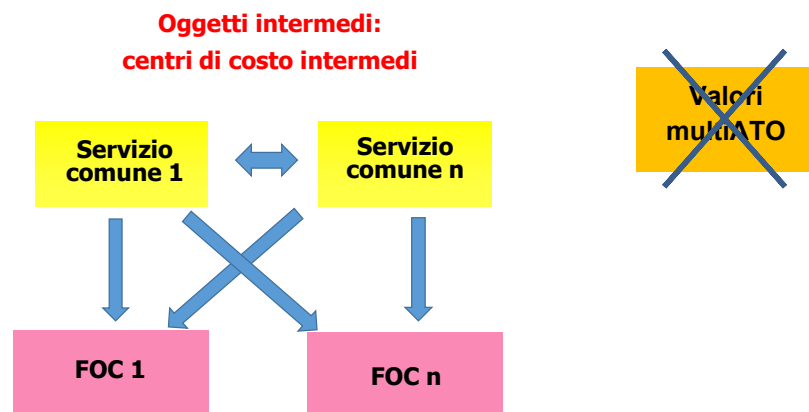 Oggetti intermedi:
centri di costo intermedi
Valori
multiATO
Servizio
comune 1
Servizio
comune n
FOC 1
FOC n